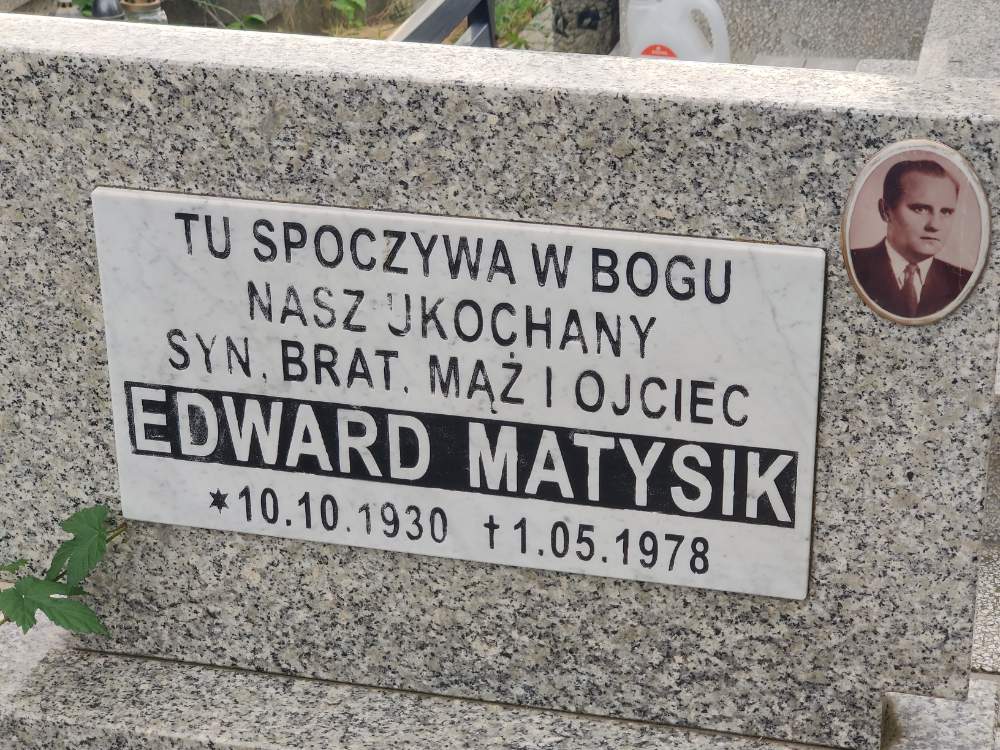 TU SPOCZYWA W BOGU
NASZ UKOCHANY
SYN, BRAT, MĄŻ I OJCIEC
EDWARD MATYSIK
✶10.10.1930 †1.05.1978